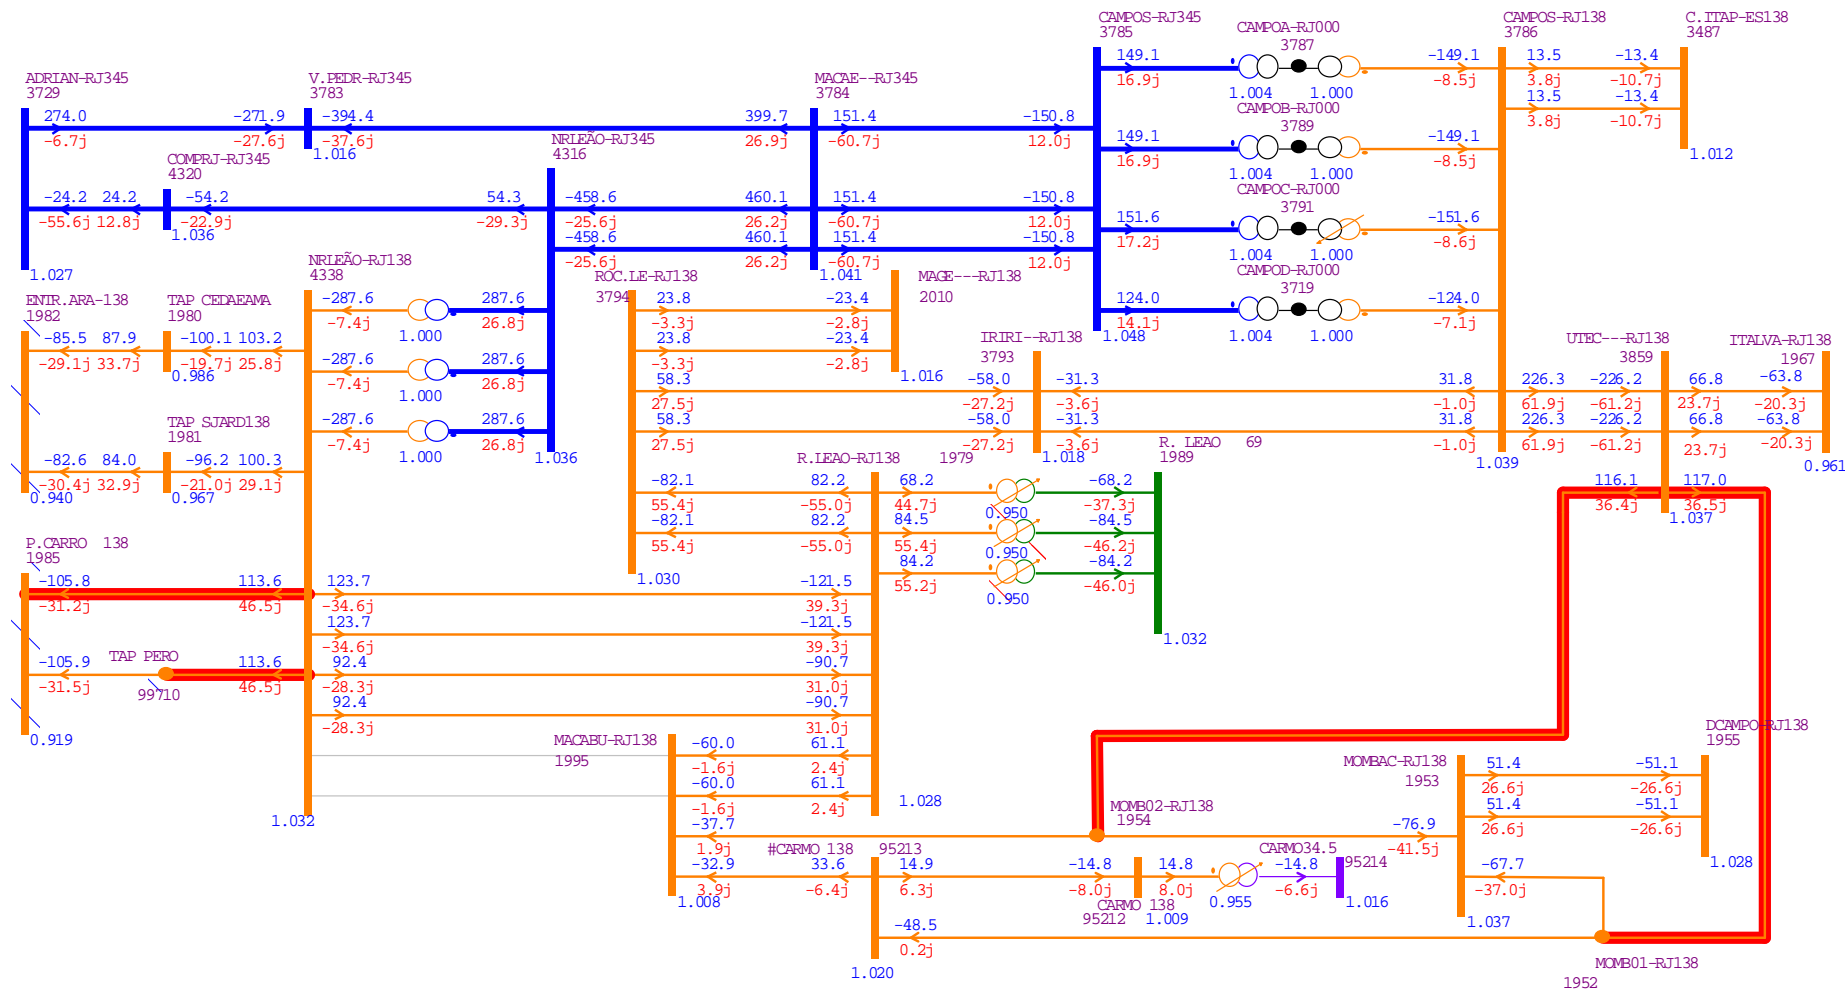 CAMPOS-RJ345
3785
CAMPOA-RJ000
3787
CAMPOS-RJ138
3786
C.ITAP-ES138
3487
149.1
16.9j
1.004
1.000
-149.1
-8.5j
13.5
3.8j
-13.4
-10.7j
13.5
3.8j
-13.4
-10.7j
1.012
ADRIAN-RJ345
3729
V.PEDR-RJ345
3783
MACAE--RJ345
3784
274.0
-6.7j
-271.9
-27.6j
-394.4
-37.6j
1.016
399.7
26.9j
151.4
-60.7j
-150.8
12.0j
CAMPOB-RJ000
3789
149.1
16.9j
1.004
1.000
-149.1
-8.5j
COMPRJ-RJ345
4320
NRLEÃO-RJ345
4316
-24.2
-55.6j
24.2
12.8j
-54.2
-22.9j
1.036
54.3
-29.3j
-458.6
-25.6j
460.1
26.2j
151.4
-60.7j
-150.8
12.0j
CAMPOC-RJ000
3791
151.6
17.2j
1.004
1.000
-151.6
-8.6j
-458.6
-25.6j
460.1
26.2j
151.4
-60.7j
-150.8
12.0j
1.027
1.041
NRLEÃO-RJ138
4338
ROC.LE-RJ138
3794
MAGE---RJ138
2010
CAMPOD-RJ000
3719
124.0
14.1j
1.004
1.000
-124.0
-7.1j
1.048
ENTR.ARA-138
1982
TAP CEDAEAMA
1980
-287.6
-7.4j
1.000
287.6
26.8j
23.8
-3.3j
-23.4
-2.8j
-85.5
-29.1j
87.9
33.7j
-100.1
-19.7j
103.2
25.8j
0.986
-287.6
-7.4j
1.000
287.6
26.8j
23.8
-3.3j
-23.4
-2.8j
1.016
IRIRI--RJ138
3793
UTEC---RJ138
3859
ITALVA-RJ138
1967
58.3
27.5j
-58.0
-27.2j
-31.3
-3.6j
31.8
-1.0j
226.3
61.9j
-226.2
-61.2j
66.8
23.7j
-63.8
-20.3j
TAP SJARD138
1981
-287.6
-7.4j
1.000
287.6
26.8j
1.036
58.3
27.5j
-58.0
-27.2j
-31.3
-3.6j
1.018
31.8
-1.0j
226.3
61.9j
-226.2
-61.2j
66.8
23.7j
-63.8
-20.3j
1.039
0.961
-82.6
-30.4j
84.0
32.9j
-96.2
-21.0j
100.3
29.1j
0.940
0.967
R.LEAO-RJ138
1979
R. LEAO 69
1989
-82.1
55.4j
82.2
-55.0j
68.2
44.7j
0.950
-68.2
-37.3j
116.1
36.4j
117.0
36.5j
1.037
-82.1
55.4j
82.2
-55.0j
84.5
55.4j
0.950
-84.5
-46.2j
1.030
84.2
55.2j
0.950
-84.2
-46.0j
1.032
P.CARRO 138
1985
-105.8
-31.2j
113.6
46.5j
123.7
-34.6j
-121.5
39.3j
123.7
-34.6j
-121.5
39.3j
TAP PERO
99710
-105.9
-31.5j
113.6
46.5j
92.4
-28.3j
-90.7
31.0j
92.4
-28.3j
-90.7
31.0j
0.919
MACABU-RJ138
1995
-60.0
-1.6j
61.1
2.4j
-60.0
-1.6j
61.1
2.4j
1.028
1.032
DCAMPO-RJ138
1955
MOMBAC-RJ138
1953
51.4
26.6j
-51.1
-26.6j
51.4
26.6j
-51.1
-26.6j
1.028
MOMB02-RJ138
1954
-37.7
1.9j
-76.9
-41.5j
#CARMO 138
95213
CARMO34.5
95214
-32.9
3.9j
33.6
-6.4j
14.9
6.3j
-14.8
-8.0j
14.8
8.0j
0.955
-14.8
-6.6j
1.016
-67.7
-37.0j
1.008
CARMO 138
95212
1.009
1.037
-48.5
0.2j
1.020
MOMB01-RJ138
1952